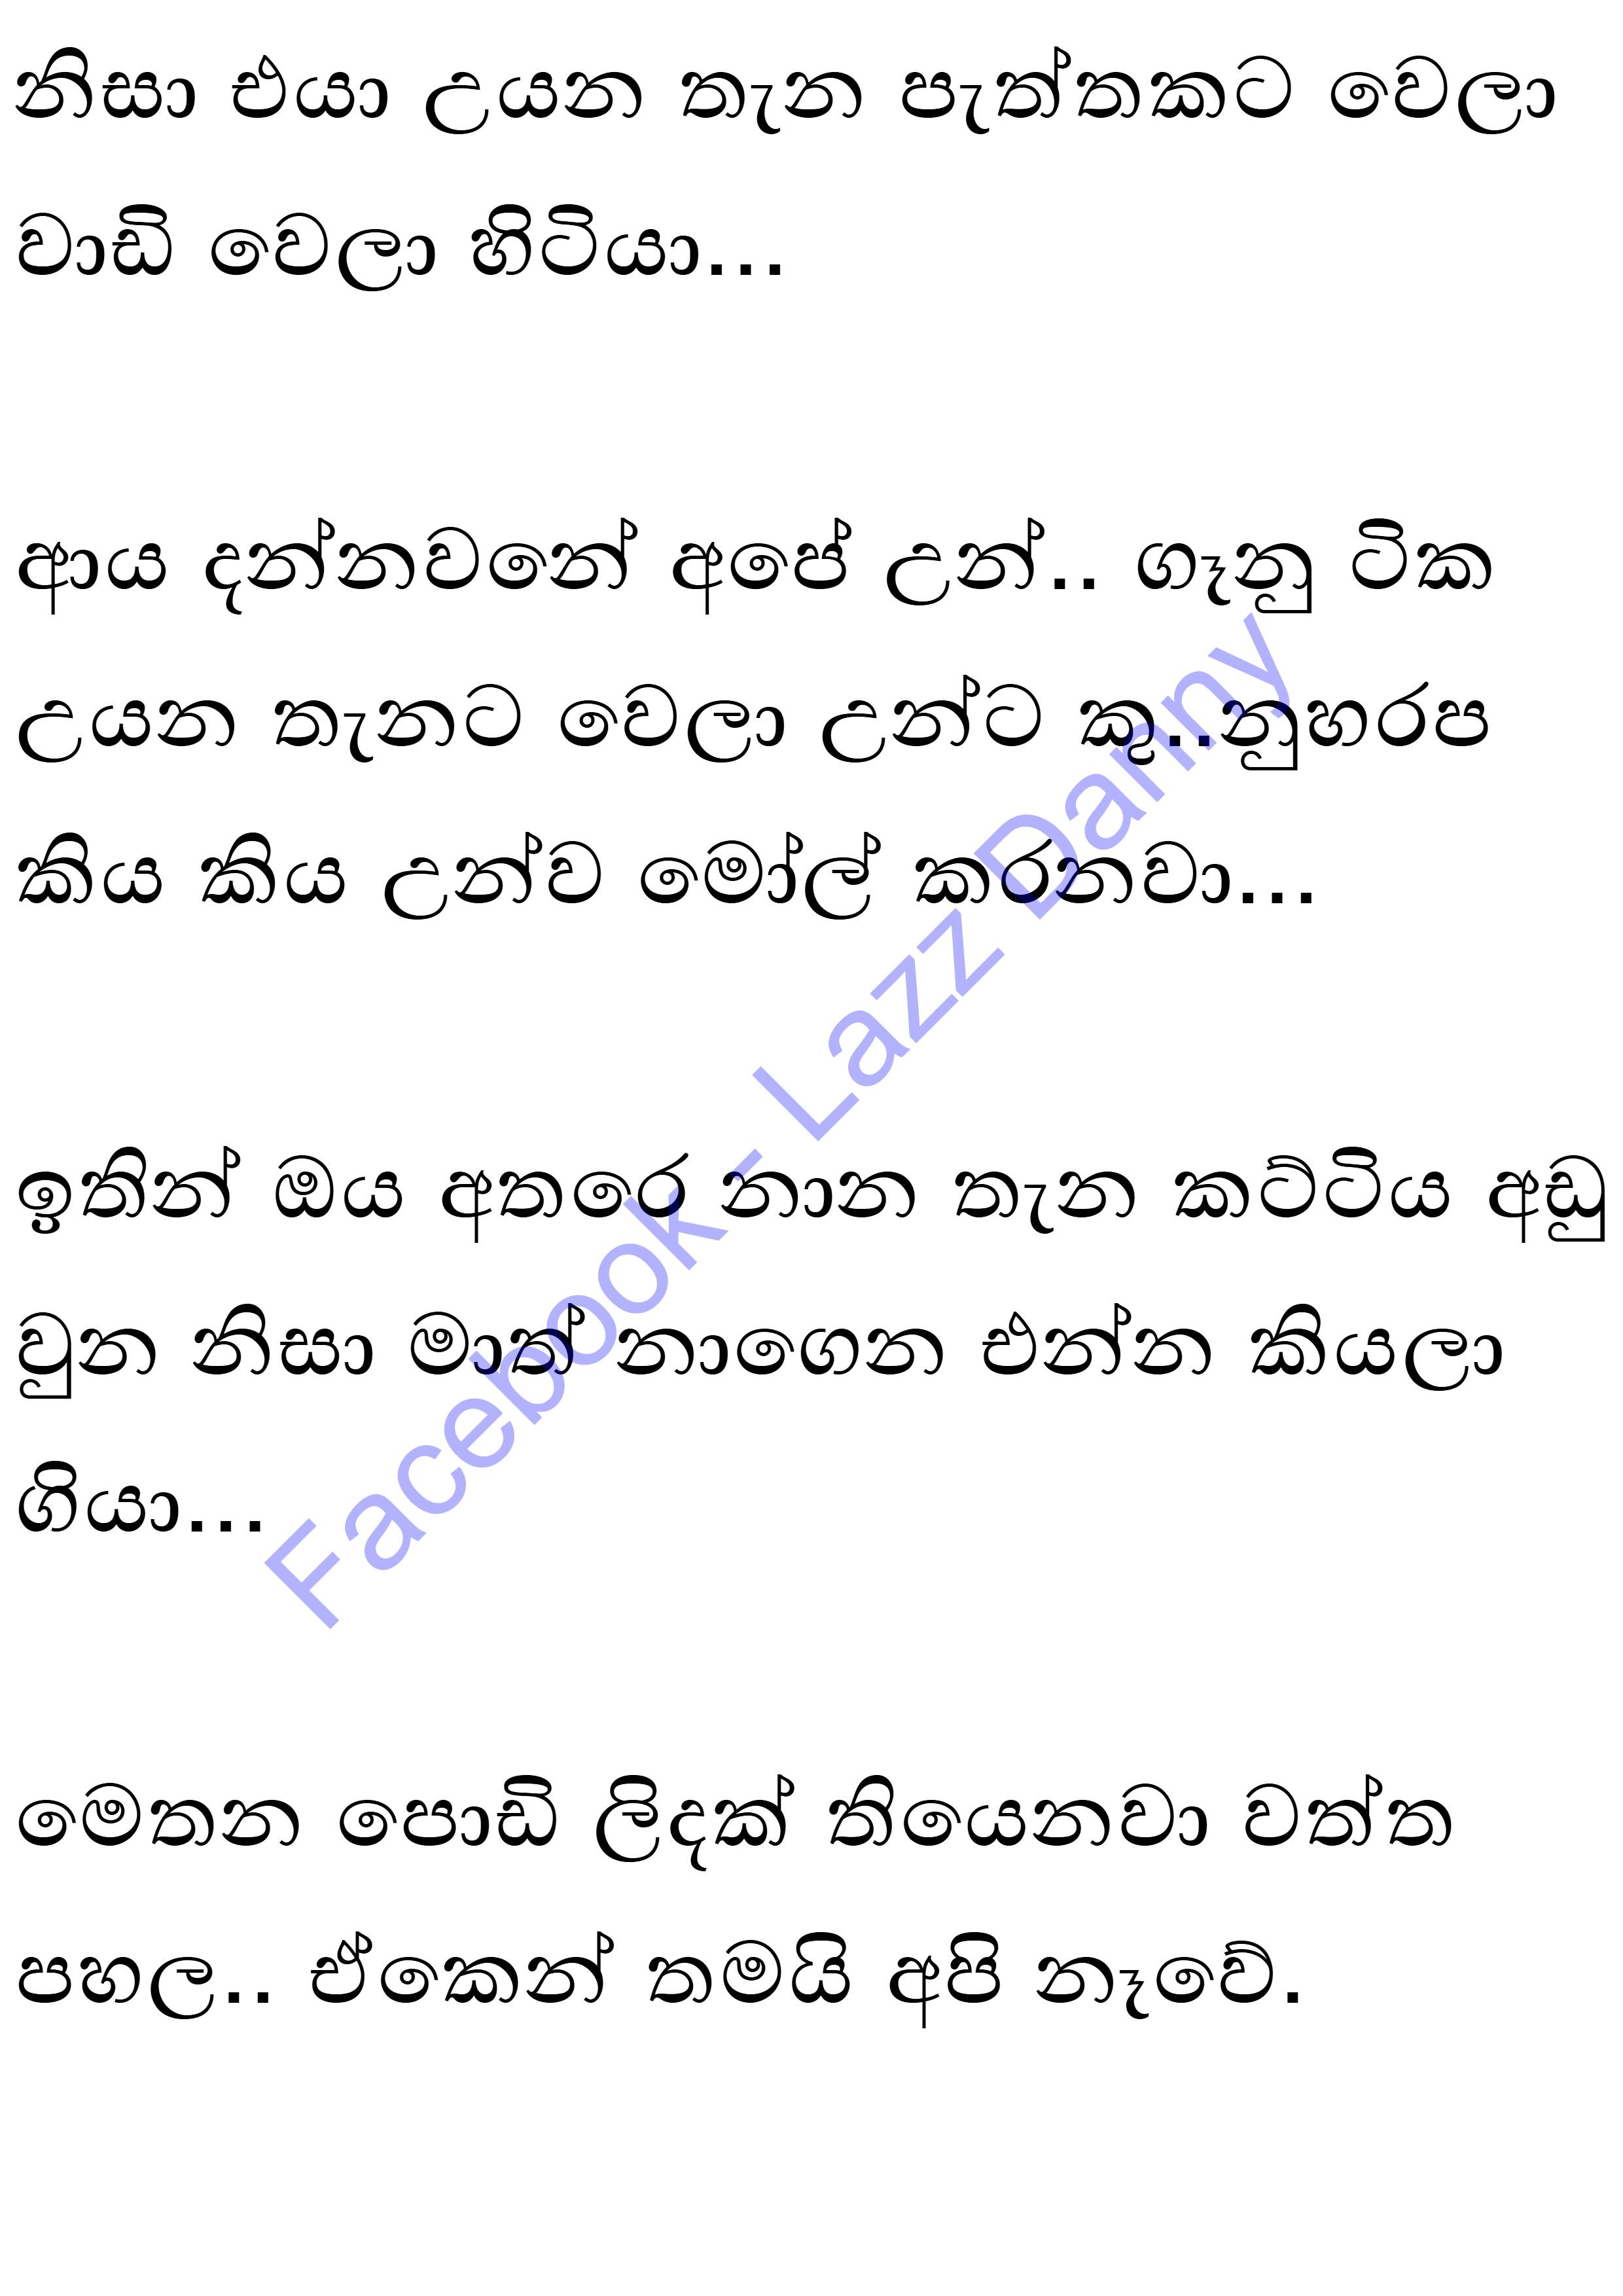 නිසා එයා උයන තැන පැත්තකට වෙලා
වාඩි වෙලා හිටියා...
ආය දන්නවනේ අපේ උන්.. ගෑනු ටික
උයන තැනට වෙලා උන්ට කු..නුහරප
කිය කිය උන්ව මෝල් කරනවා...
ඉතින් ඔය අතරෙ නාන තැන කට්ටිය අඩු
වුන නිසා මාත් නාගෙන එන්න කියලා
ගියා...
මෙතන පොඩි ලිදක් තියෙනවා වත්ත
පහල.. ඒකෙන් තමයි අපි නෑවේ.
Facebook - Lazz Danny